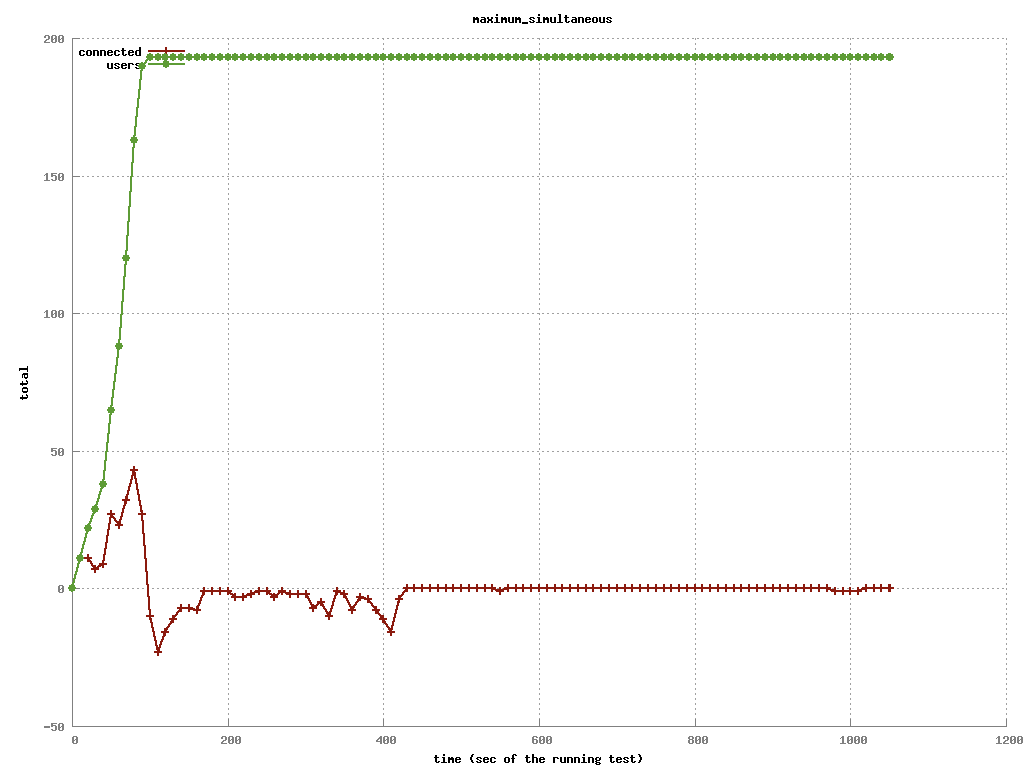 maximum_simultaneous
200
connected
users
150
100
total
50
0
-50
0 200 400 600 800 1000 1200
time (sec of the running test)